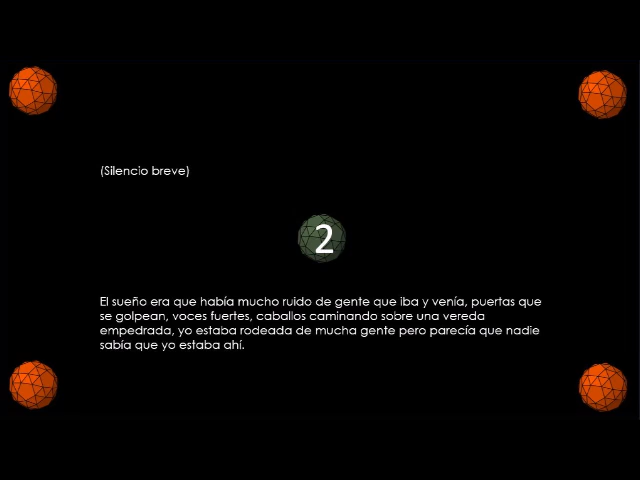 (Silencio breve)
2
El sueño era que había mucho ruido de gente que iba y venía, puertas que
se golpean, voces fuertes, caballos caminando sobre una vereda
empedrada, yo estaba rodeada de mucha gente pero parecía que nadie
sabía que yo estaba ahí.